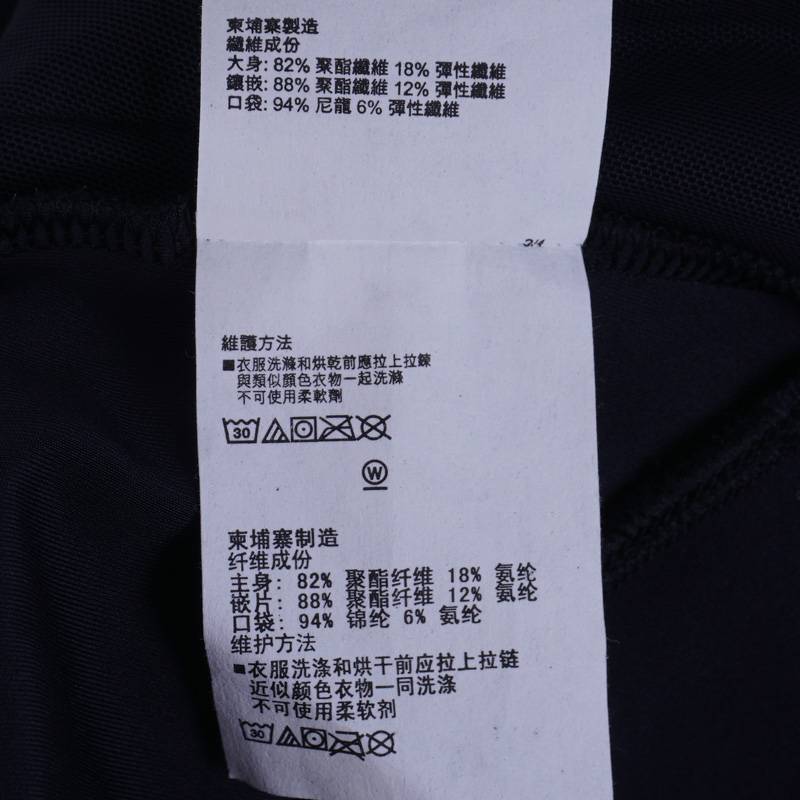 柬埔寨製造
纖維成份
大身: 82% 聚酯纖維 18% 彈性纖維
鑲嵌: 88% 聚酯纖維 12% 彈性纖維
口袋: 94% 尼龍 6% 彈性纖維
維護方法
■衣服洗滌和烘乾前應拉上拉鍊
與類似顏色衣物一起洗滌
不可使用柔軟劑
30
W
柬埔寨制造
纤维成份
主身: 82% 聚酯纤维 18% 氨纶
嵌片: 88% 聚酯纤维 12% 氨纶
口袋: 94% 锦纶 6% 氨纶
维护方法
■衣服洗涤和烘干前应拉上拉链
近似颜色衣物一同洗涤
不可使用柔软剂
30